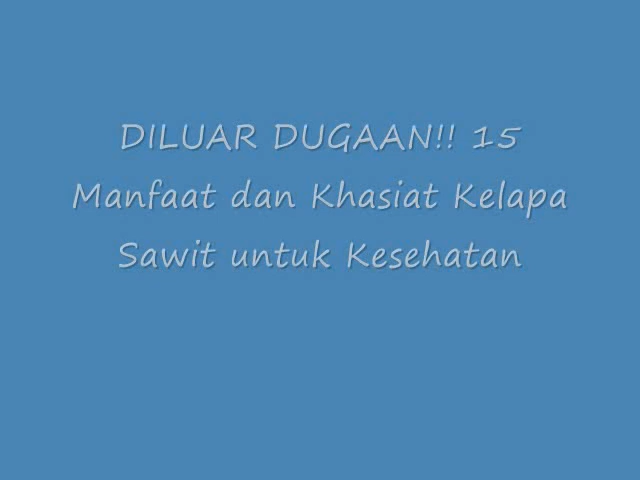 DILUAR DUGAAN!! 15
Manfaat dan Khasiat Kelapa
Sawit untuk Kesehatan